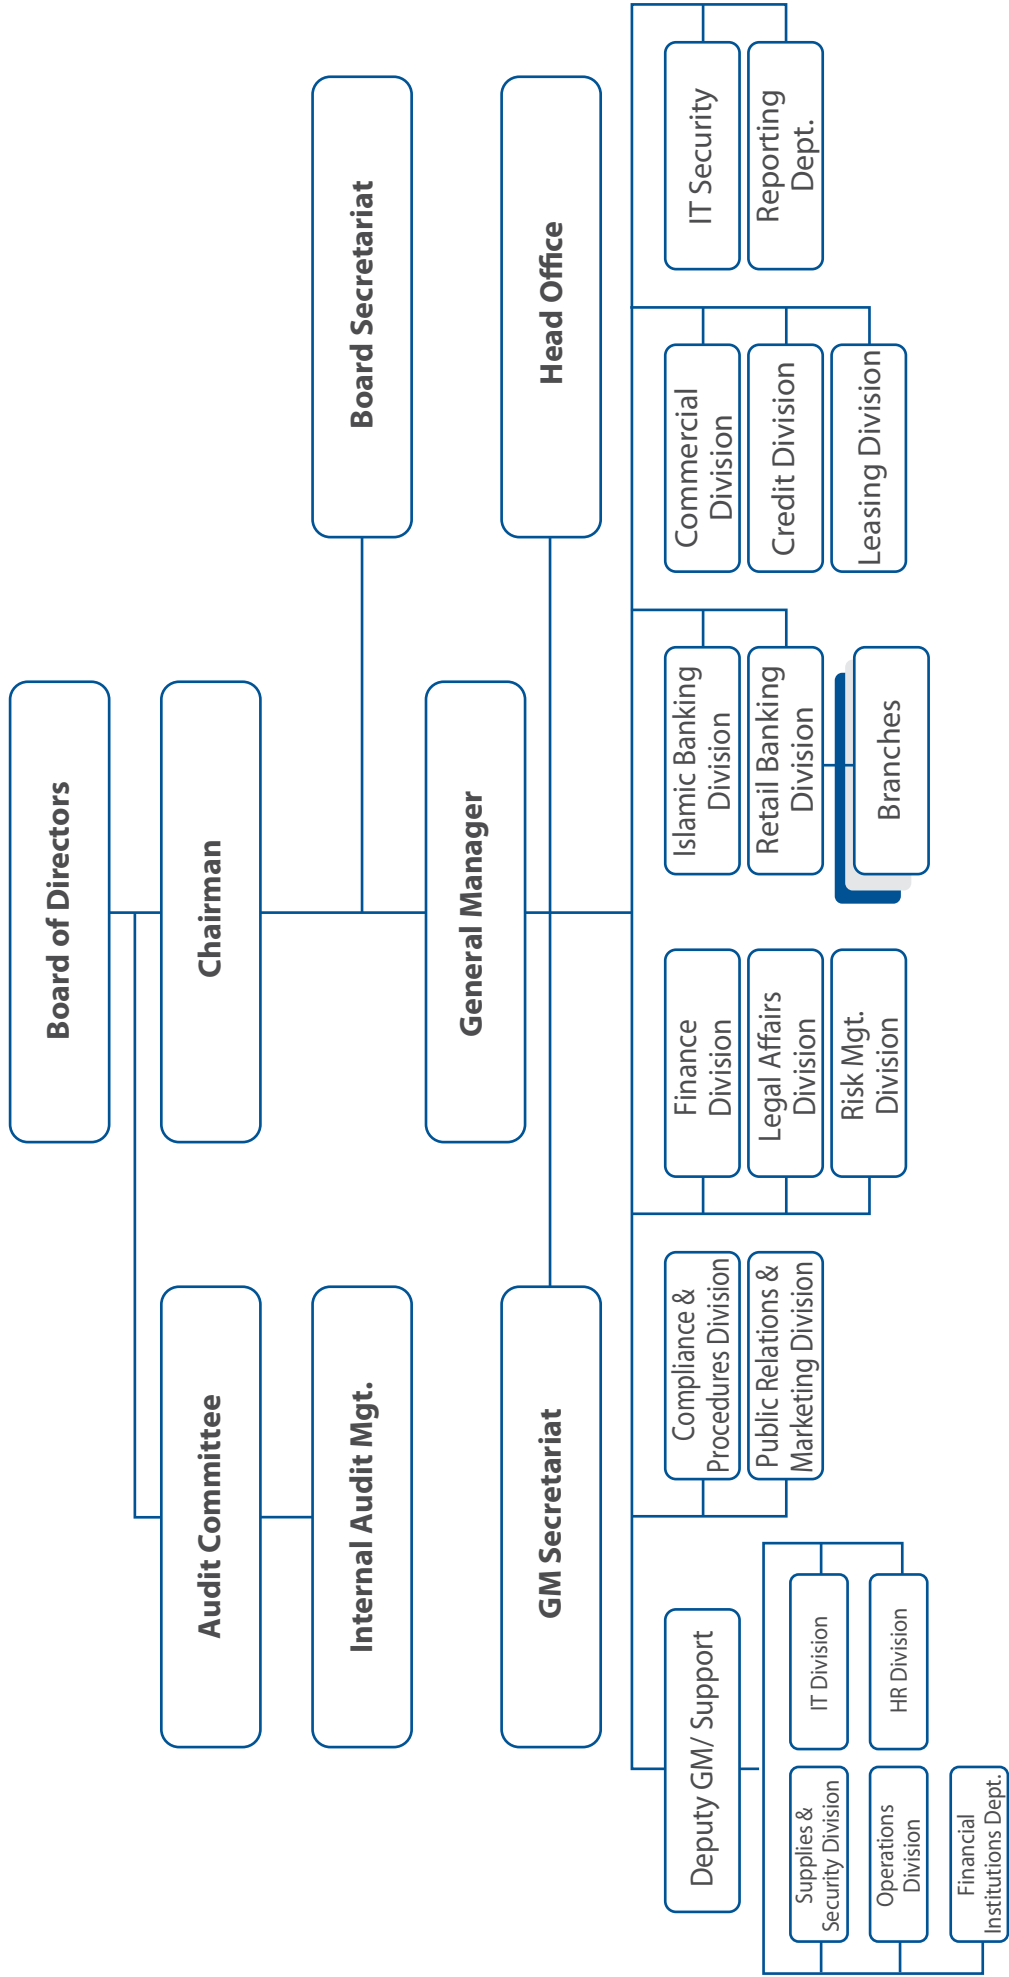 Board of Directors
Audit Committee
Chairman
Internal Audit Mgt.
Board Secretariat
General Manager
GM Secretariat
Head Office
Deputy GM/ Support
Supplies &
Security Division
IT Division
Operations
Division
HR Division
Financial
Institutions Dept.
Compliance &
Procedures Division
Public Relations &
Marketing Division
Finance
Division
Legal Affairs
Division
Risk Mgt.
Division
Islamic Banking
Division
Retail Banking
Division
Branches
Commercial
Division
Credit Division
Leasing Division
IT Security
Reporting
Dept.